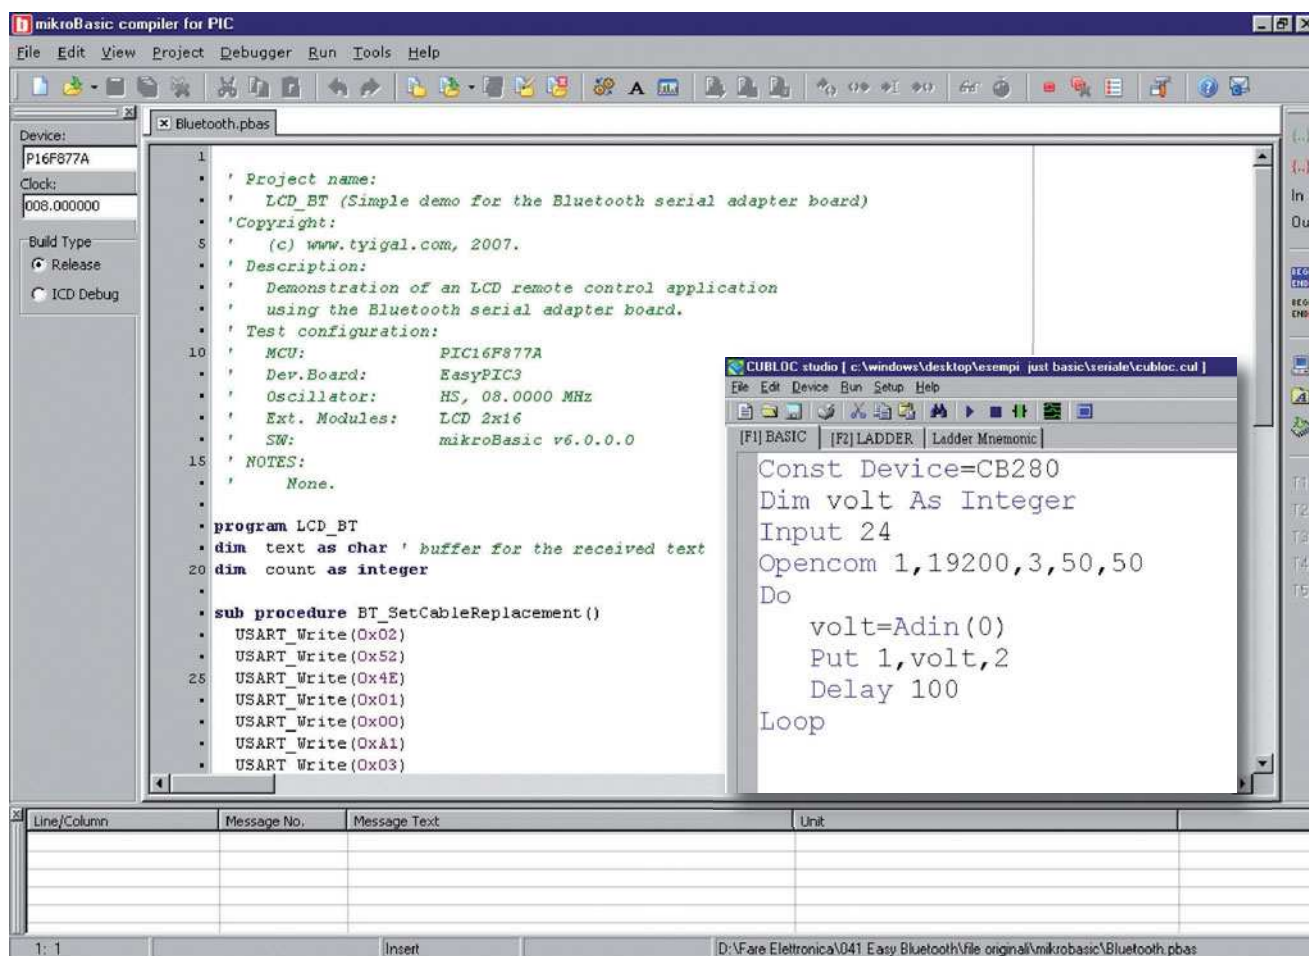 mikroBasic compiler for PIC
File Edit View Project Debugger Run Tools Help
Device:
P16F877A
Clock:
008.000000
Build Type
Release
ICD Debug
Bluetooth.pbas
1
' Project name:
' LCD_BT (Simple demo for the Bluetooth serial adapter board)
'Copyright:
5 ' (c) www.tyigal.com, 2007.
' Description:
' Demonstration of an LCD remote control application
' using the Bluetooth serial adapter board.
' Test configuration:
10 ' MCU: PIC16F877A
' Dev.Board: EasyPIC3
' Oscillator: HS, 08.0000 MHz
' Ext. Modules: LCD 2x16
' SW: mikroBasic v6.0.0.0
15 ' NOTES:
' None.
program LCD_BT
dim text as char ' buffer for the received text
20 dim count as integer
sub procedure BT_SetCableReplacement()
USART_Write(0x02)
USART_Write(0x52)
25 USART_Write(0x4E)
USART_Write(0x01)
USART_Write(0x00)
USART_Write(0xA1)
USART_Write(0x03)
CUBLOC studio [ c:\windows\desktop\esempi just basic\seriale\cubloc.cul ]
File Edit Device Run Setup Help
[F1] BASIC [F2] LADDER Ladder Mnemonic
Const Device=CB280
Dim volt As Integer
Input 24
Opencom 1,19200,3,50,50
Do
volt=Adin(0)
Put 1,volt,2
Delay 100
Loop
In
Ou
T1
T2
T3
T4
T5
Line/Column Message No. Message Text Unit
1: 1 Insert D:\Fare Elettronica\041 Easy Bluetooth\file originali\mikrobasic\Bluetooth.pbas